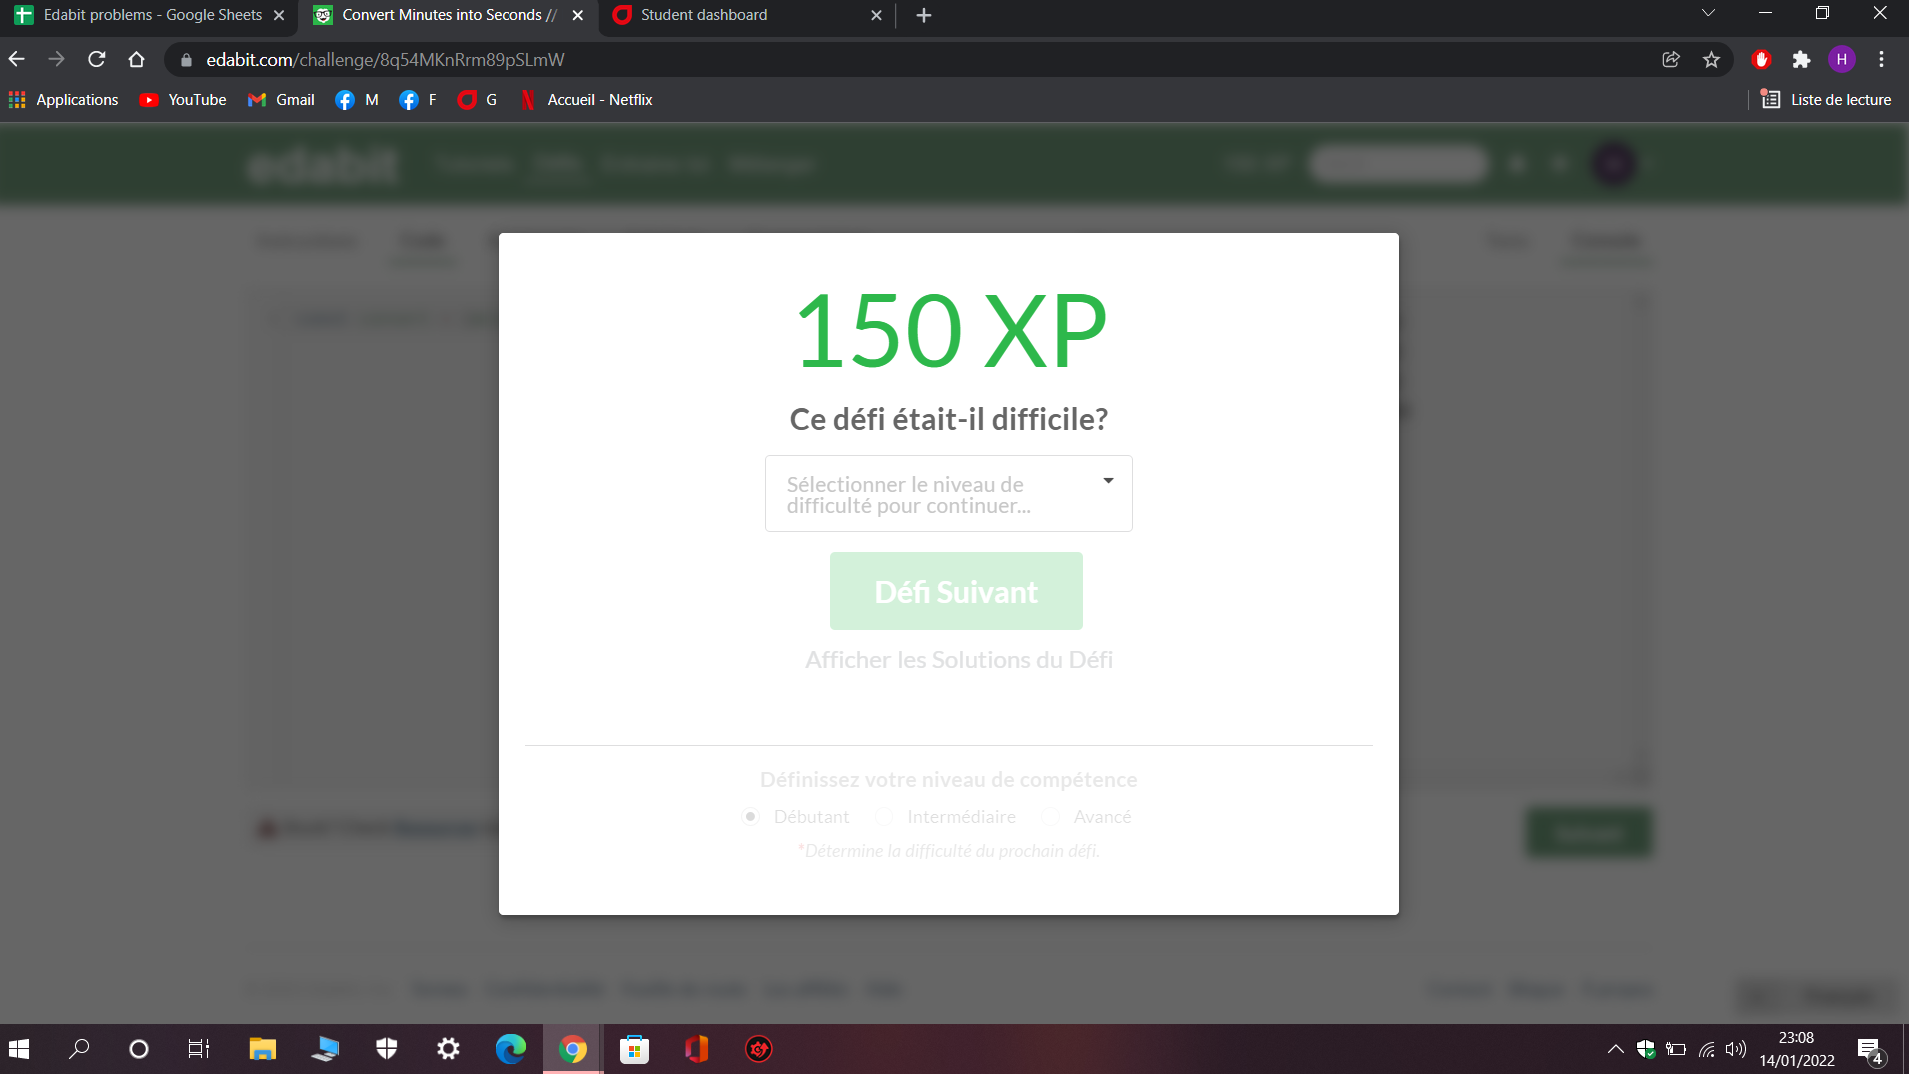 Edabit problems - Google Sheets
Convert Minutes into Seconds //
Student dashboard
edabit.com/challenge/8q54MKnRrm89pSLmW
H
Applications
YouTube
Gmail
M
F
G
Accueil - Netflix
Liste de lecture
edabit
150 XP
Ce défi était-il difficile?
Sélectionner le niveau de
difficulté pour continuer...
Défi Suivant
Afficher les Solutions du Défi
Définissez votre niveau de compétence
Débutant Intermédiaire Avancé
*Détermine la difficulté du prochain défi.
23:08
14/01/2022
4